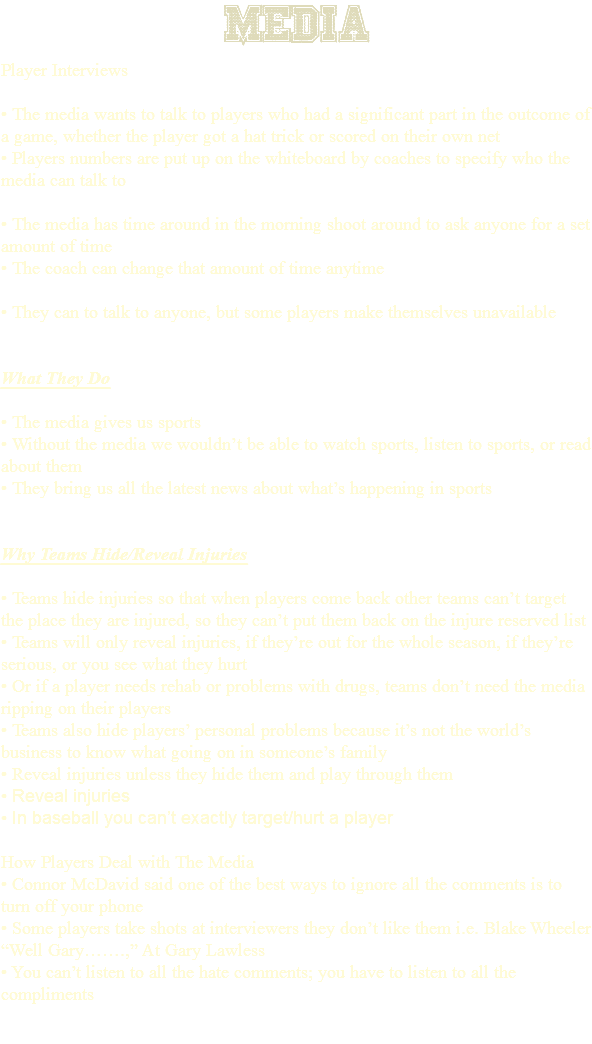 MEDIA
Player Interviews
• The media wants to talk to players who had a significant part in the outcome of
a game, whether the player got a hat trick or scored on their own net
• Players numbers are put up on the whiteboard by coaches to specify who the
media can talk to
• The media has time around in the morning shoot around to ask anyone for a set
amount of time
• The coach can change that amount of time anytime
• They can to talk to anyone, but some players make themselves unavailable
What They Do
• The media gives us sports
• Without the media we wouldn't be able to watch sports, listen to sports, or read
about them
• They bring us all the latest news about what's happening in sports
Why Teams Hide/Reveal Injuries
• Teams hide injuries so that when players come back other teams can't target
the place they are injured, so they can't put them back on the injure reserved list
• Teams will only reveal injuries, if they're out for the whole season, if they're
serious, or you see what they hurt
• Or if a player needs rehab or problems with drugs, teams don't need the media
ripping on their players
• Teams also hide players' personal problems because it's not the world's
business to know what going on in someone's family
• Reveal injuries unless they hide them and play through them
• Reveal injuries
• In baseball you can't exactly target/hurt a player
How Players Deal with The Media
• Connor McDavid said one of the best ways to ignore all the comments is to
turn off your phone
• Some players take shots at interviewers they don't like them i.e. Blake Wheeler
“Well Gary…….,” At Gary Lawless
• You can't listen to all the hate comments; you have to listen to all the
compliments